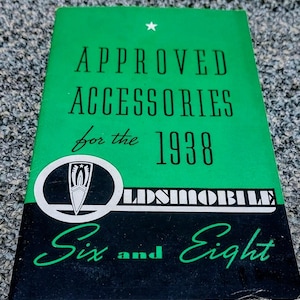 APPROVED
ACCESSORIES
for the 1938
OLDSMOBILE
Six and Eight